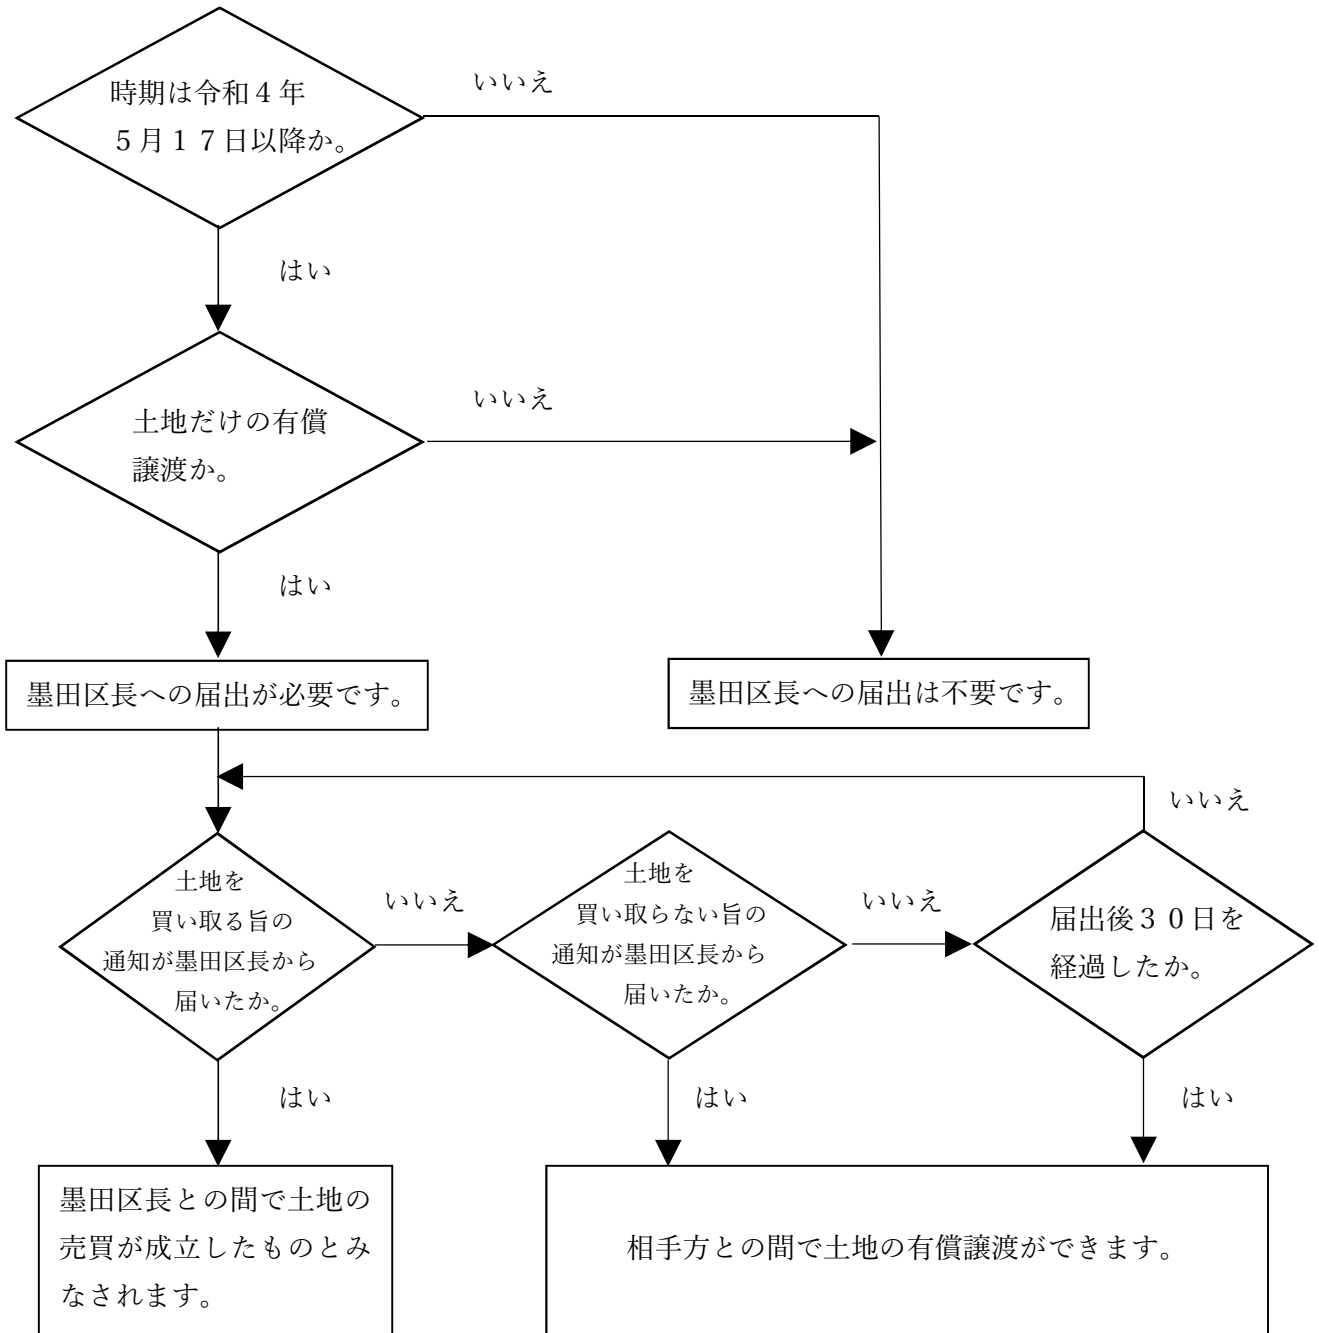 時期は令和４年
５月１７日以降か。
いいえ
はい
土地だけの有償
譲渡か。
いいえ
はい
墨田区長への届出が必要です。
墨田区長への届出は不要です。
いいえ
土地を
買い取る旨の
通知が墨田区長から
届いたか。
いいえ
土地を
買い取らない旨の
通知が墨田区長から
届いたか。
いいえ
届出後３０日を
経過したか。
はい
はい
はい
墨田区長との間で土地の
売買が成立したものとみ
なされます。
相手方との間で土地の有償譲渡ができます。